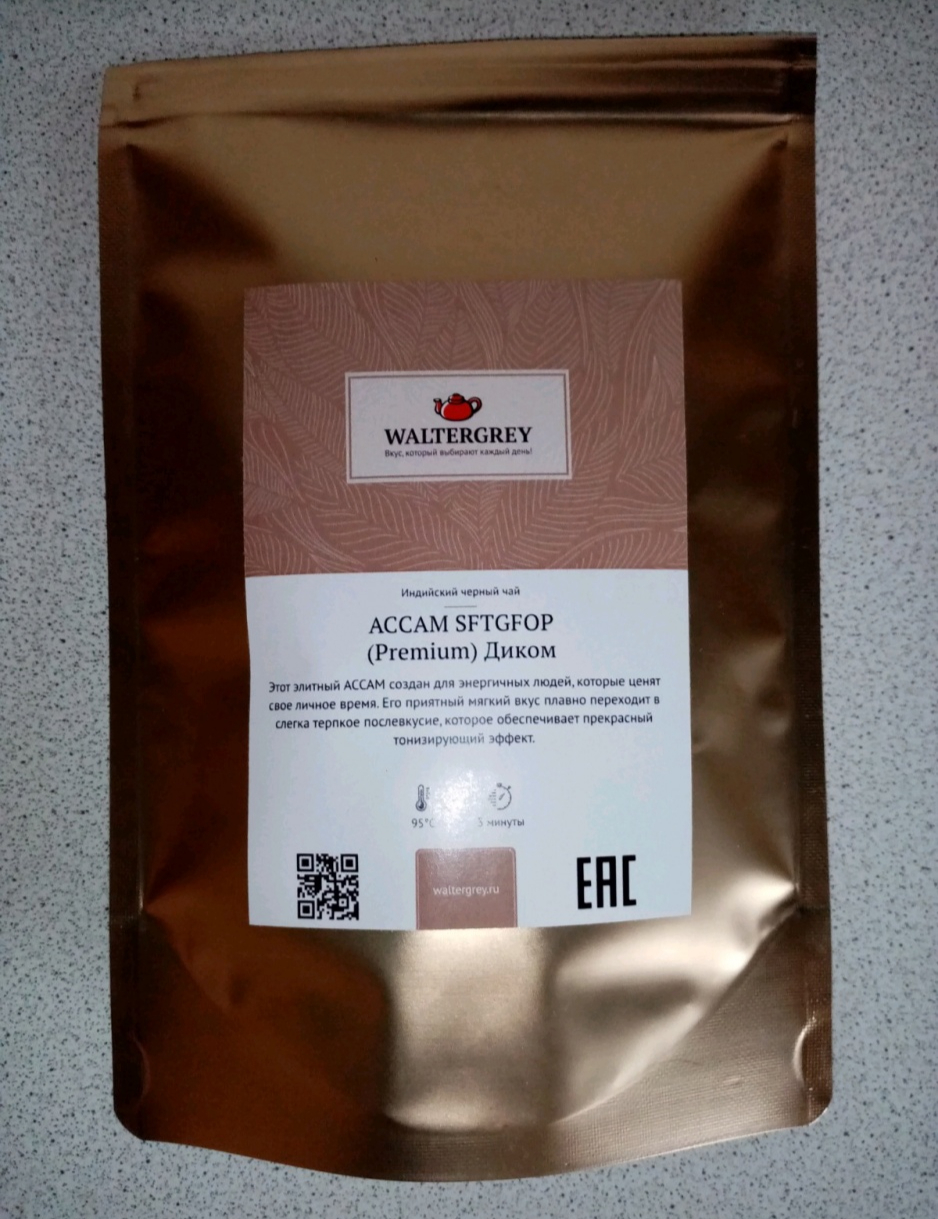 WALTERGREY
Вкус, который выбирают каждый день!
Индийский черный чай
АССАМ SFTGFOP
(Premium) Диком
Этот элитный АССАМ создан для энергичных людей, которые ценят
свое личное время. Его приятный мягкий вкус плавно переходит в
слегка терпкое послевкусие, которое обеспечивает прекрасный
тонизирующий эффект.
95°C 3 минуты
waltergrey.ru
EAC